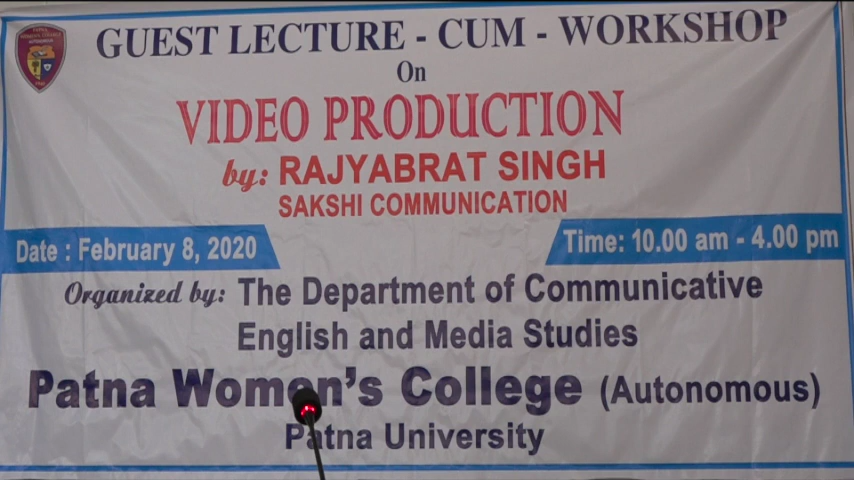 GUEST LECTURE - CUM - WORKSHOP
On
VIDEO PRODUCTION
by: RAJYABRAT SINGH
SAKSHI COMMUNICATION
Date : February 8, 2020
Time: 10.00 am - 4.00 pm
Organized by: The Department of Communicative
English and Media Studies
Patna Women's College (Autonomous)
Patna University